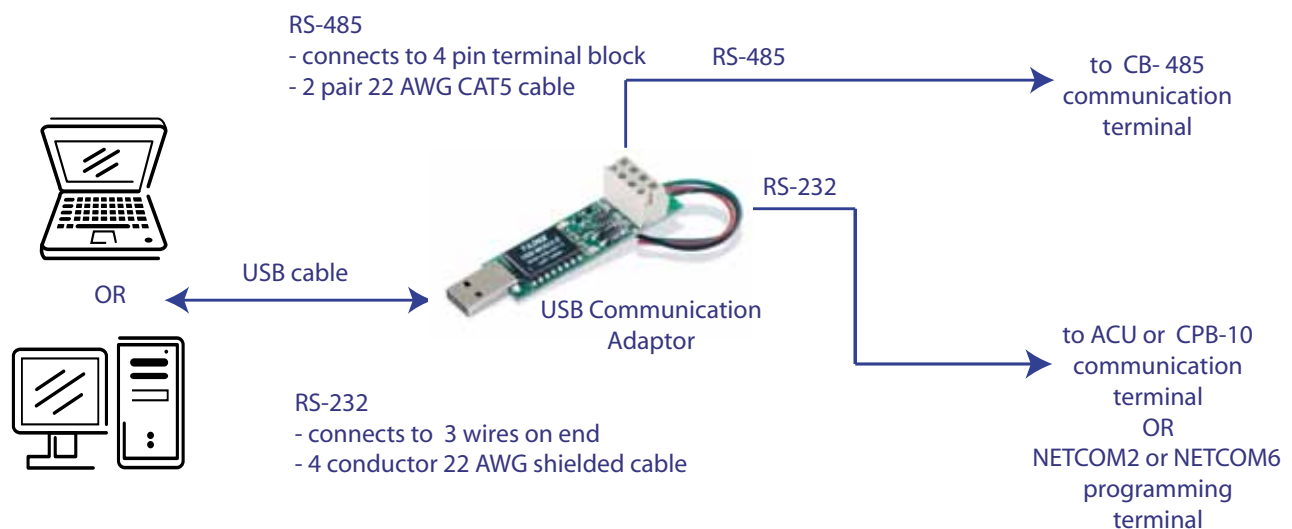 RS-485
- connects to 4 pin terminal block
- 2 pair 22 AWG CAT5 cable
RS-485
to CB- 485
communication
terminal
RS-232
USB cable
OR
USB Communication
Adaptor
to ACU or CPB-10
communication
terminal
OR
NETCOM2 or NETCOM6
programming
terminal
RS-232
- connects to 3 wires on end
- 4 conductor 22 AWG shielded cable